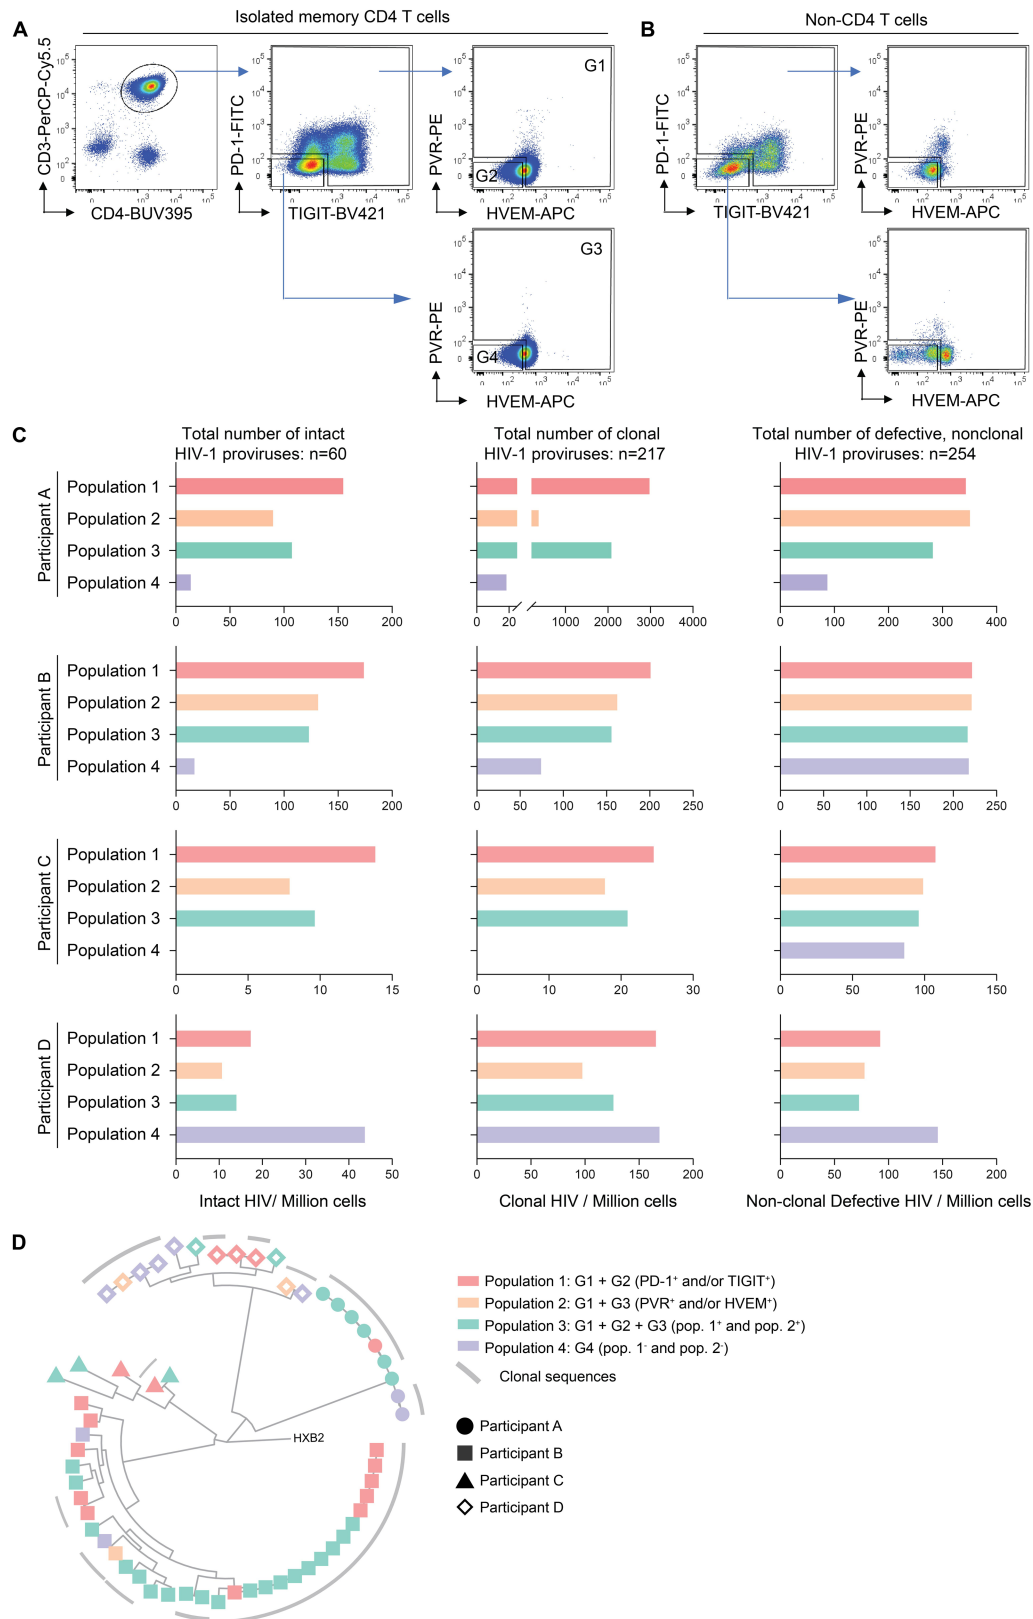 A
Isolated memory CD4 T cells
B
Non-CD4 T cells
CD3-PerCP-Cy5.5
CD4-BUV395
PD-1-FITC
TIGIT-BV421
PVR-PE
HVEM-APC
G1
G2
PVR-PE
HVEM-APC
G3
G4
PD-1-FITC
TIGIT-BV421
PVR-PE
HVEM-APC
PVR-PE
HVEM-APC
C
Total number of intact
HIV-1 proviruses: n=60
Total number of clonal
HIV-1 proviruses: n=217
Total number of defective, nonclonal
HIV-1 proviruses: n=254
Participant A
Population 1
Population 2
Population 3
Population 4
0 50 100 150 200
0 20 1000 2000 3000 4000
0 100 200 300 400
Participant B
Population 1
Population 2
Population 3
Population 4
0 50 100 150 200
0 50 100 150 200 250
0 50 100 150 200 250
Participant C
Population 1
Population 2
Population 3
Population 4
0 5 10 15
0 10 20 30
0 50 100 150
Participant D
Population 1
Population 2
Population 3
Population 4
0 10 20 30 40 50
0 50 100 150 200
0 50 100 150 200
Intact HIV/ Million cells
Clonal HIV / Million cells
Non-clonal Defective HIV / Million cells
D
HXB2
Population 1: G1 + G2 (PD-1⁺ and/or TIGIT⁺)
Population 2: G1 + G3 (PVR⁺ and/or HVEM⁺)
Population 3: G1 + G2 + G3 (pop. 1⁺ and pop. 2⁺)
Population 4: G4 (pop. 1⁻ and pop. 2⁻)
Clonal sequences
Participant A
Participant B
Participant C
Participant D